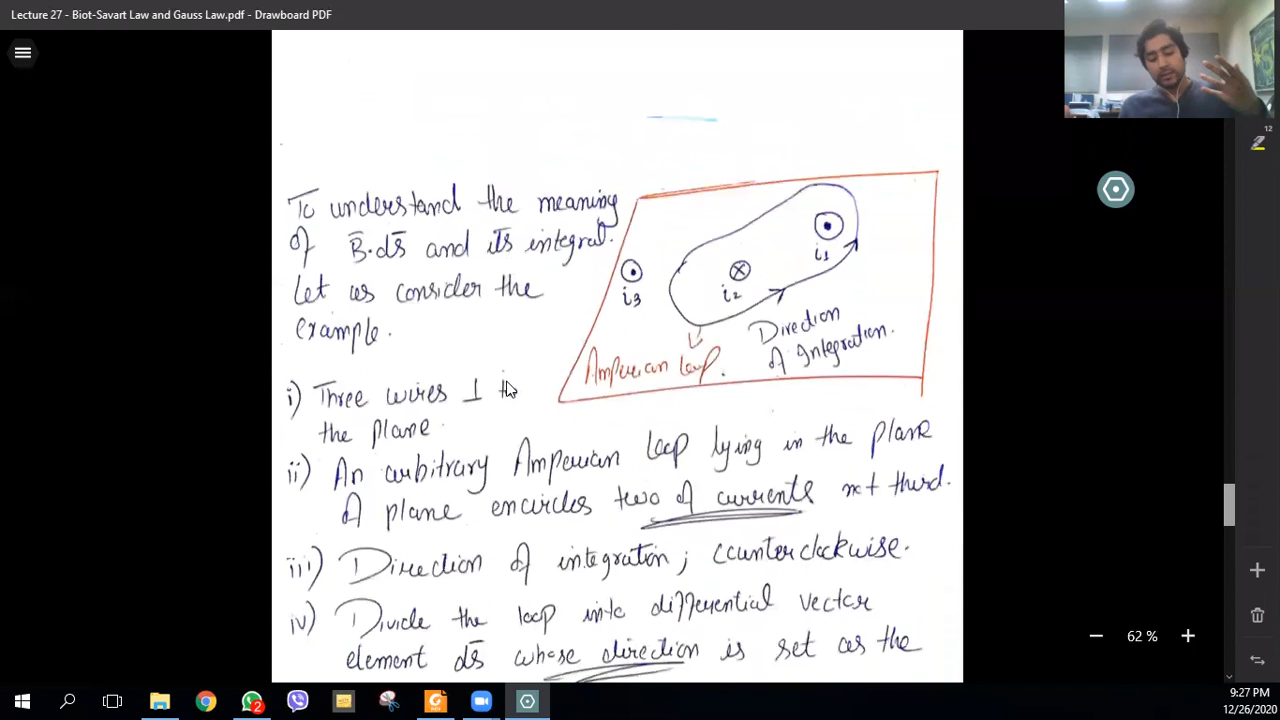 Lecture 27 - Biot-Savart Law and Gauss Law.pdf - Drawboard PDF
12
To understand the meaning
of B̄.ds̄ and its integral.
Let us consider the
example.
i1
i2
i3
Direction
of Integration.
Amperian loop.
i) Three wires ⊥
the plane.
ii) An arbitrary Amperian loop lying in the plane
of plane encircles two of currents not third.
iii) Direction of integration; counterclockwise.
iv) Divide the loop into differential vector
element ds̄ whose direction is set as the
62 %
2
9:27 PM
12/26/2020